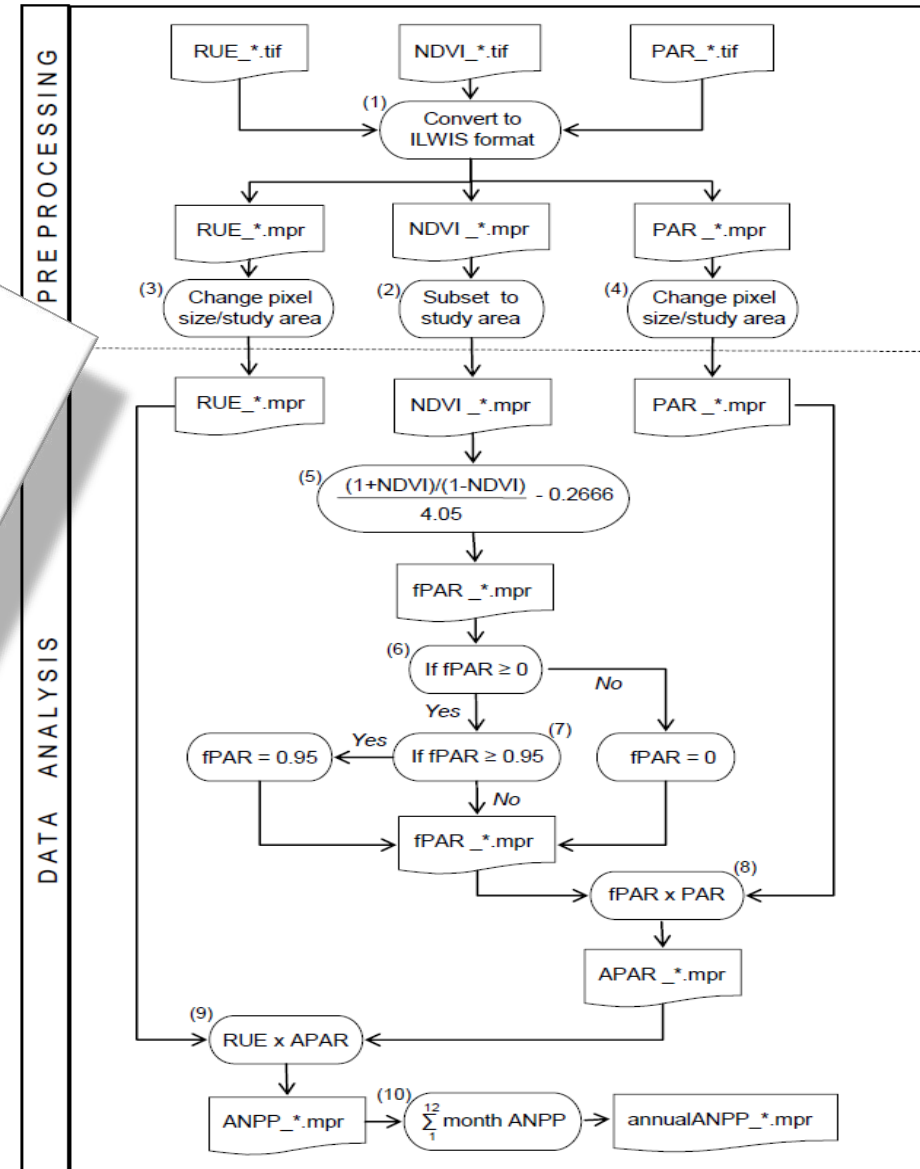 PREPROCESSING
RUE_*.tif
NDVI_*.tif
PAR_*.tif
(1)
Convert to
ILWIS format
RUE_*.mpr
NDVI _*.mpr
PAR _*.mpr
(3)
Change pixel
size/study area
(2)
Subset to
study area
(4)
Change pixel
size/study area
DATA ANALYSIS
RUE_*.mpr
NDVI _*.mpr
PAR _*.mpr
(5)
(1+NDVI)/(1-NDVI)
4.05
- 0.2666
fPAR _*.mpr
(6)
If fPAR ≥ 0
No
Yes
(7)
fPAR = 0.95
Yes
If fPAR ≥ 0.95
fPAR = 0
No
fPAR _*.mpr
(8)
fPAR x PAR
APAR _*.mpr
(9)
RUE x APAR
ANPP_*.mpr
(10)
12
∑ month ANPP
1
annualANPP_*.mpr